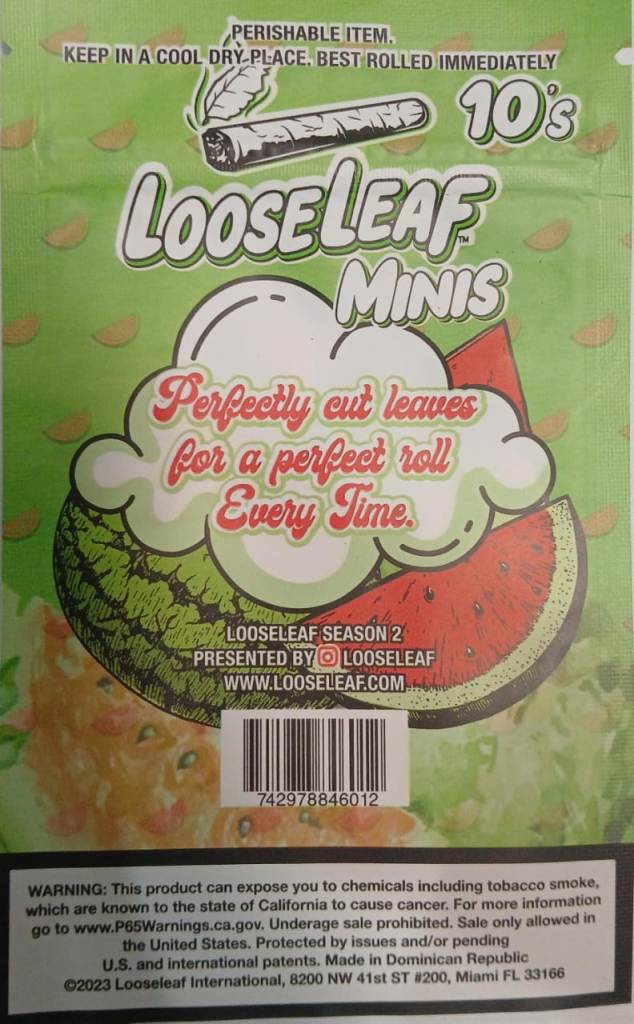 PERISHABLE ITEM.
KEEP IN A COOL DRY PLACE. BEST ROLLED IMMEDIATELY
10's
LOOSELEAF™
MINIS
Perfectly cut leaves
for a perfect roll
Every Time.
LOOSELEAF SEASON 2
PRESENTED BY LOOSELEAF
WWW.LOOSELEAF.COM
742978846012
WARNING: This product can expose you to chemicals including tobacco smoke,
which are known to the state of California to cause cancer. For more information
go to www.P65Warnings.ca.gov. Underage sale prohibited. Sale only allowed in
the United States. Protected by issues and/or pending
U.S. and international patents. Made in Dominican Republic
©2023 Looseleaf International, 8200 NW 41st ST #200, Miami FL 33166